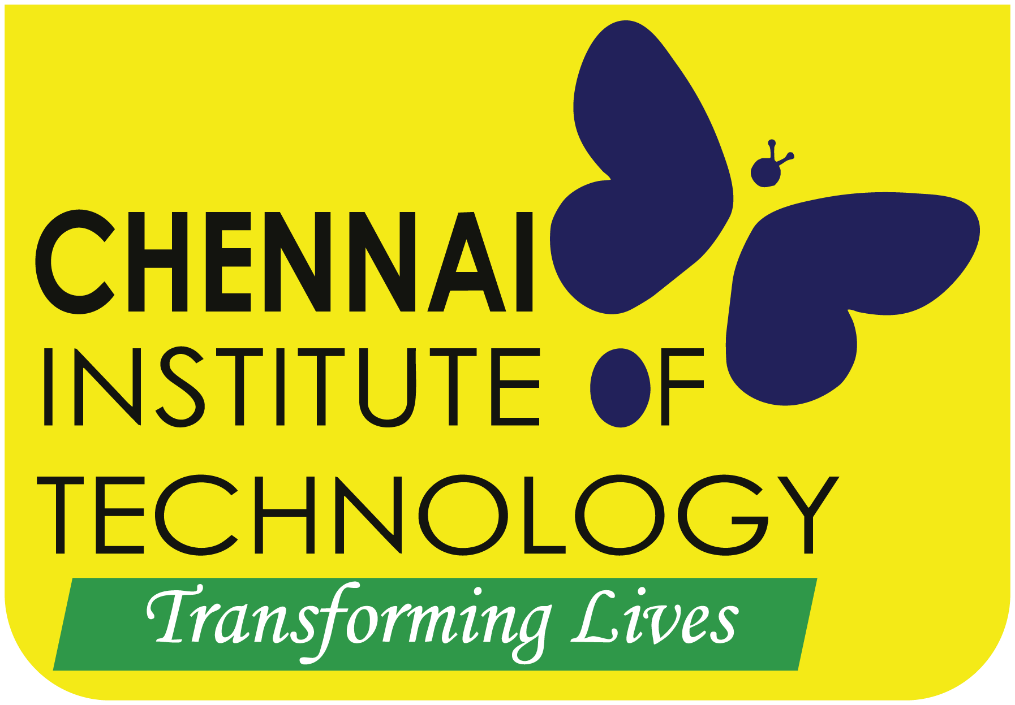 CHENNAI
INSTITUTE OF
TECHNOLOGY
Transforming Lives